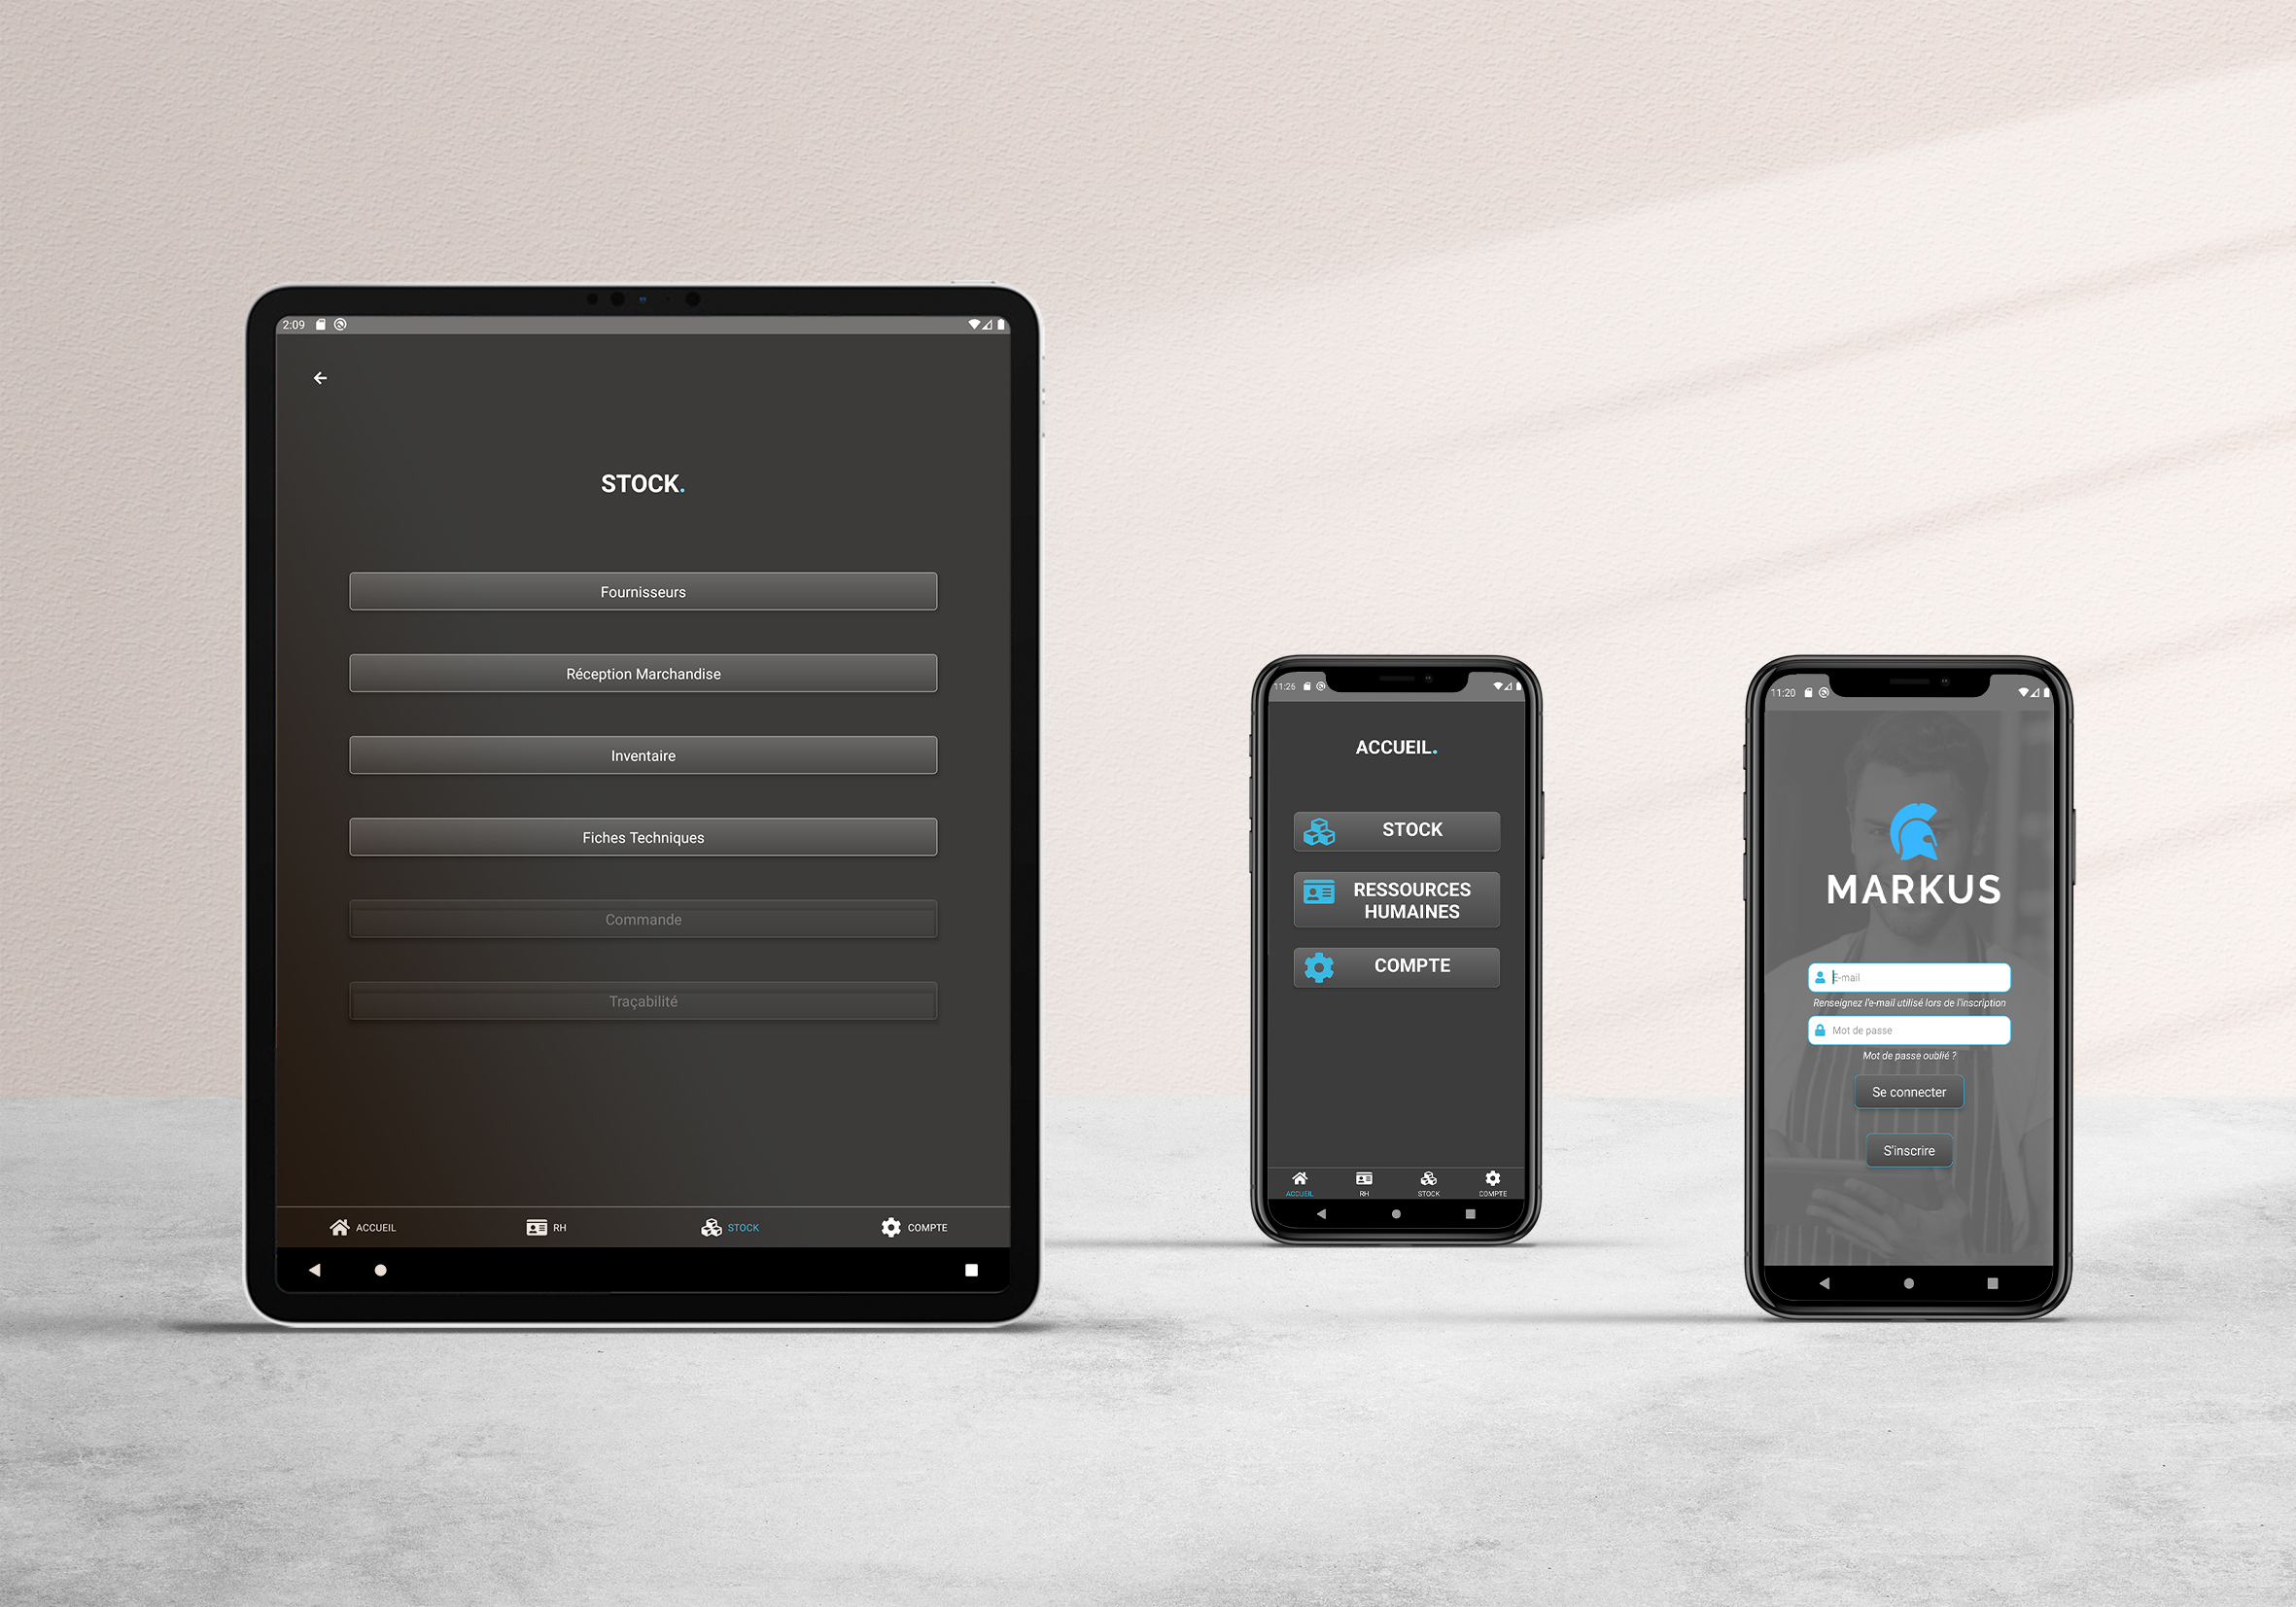 2:09
STOCK.
Fournisseurs
Réception Marchandise
Inventaire
Fiches Techniques
Commande
Traçabilité
ACCUEIL
RH
STOCK
COMPTE
11:26
ACCUEIL.
STOCK
RESSOURCES
HUMAINES
COMPTE
ACCUEIL
RH
STOCK
COMPTE
11:20
MARKUS
E-mail
Renseignez l'e-mail utilisé lors de l'inscription
Mot de passe
Mot de passe oublié ?
Se connecter
S'inscrire